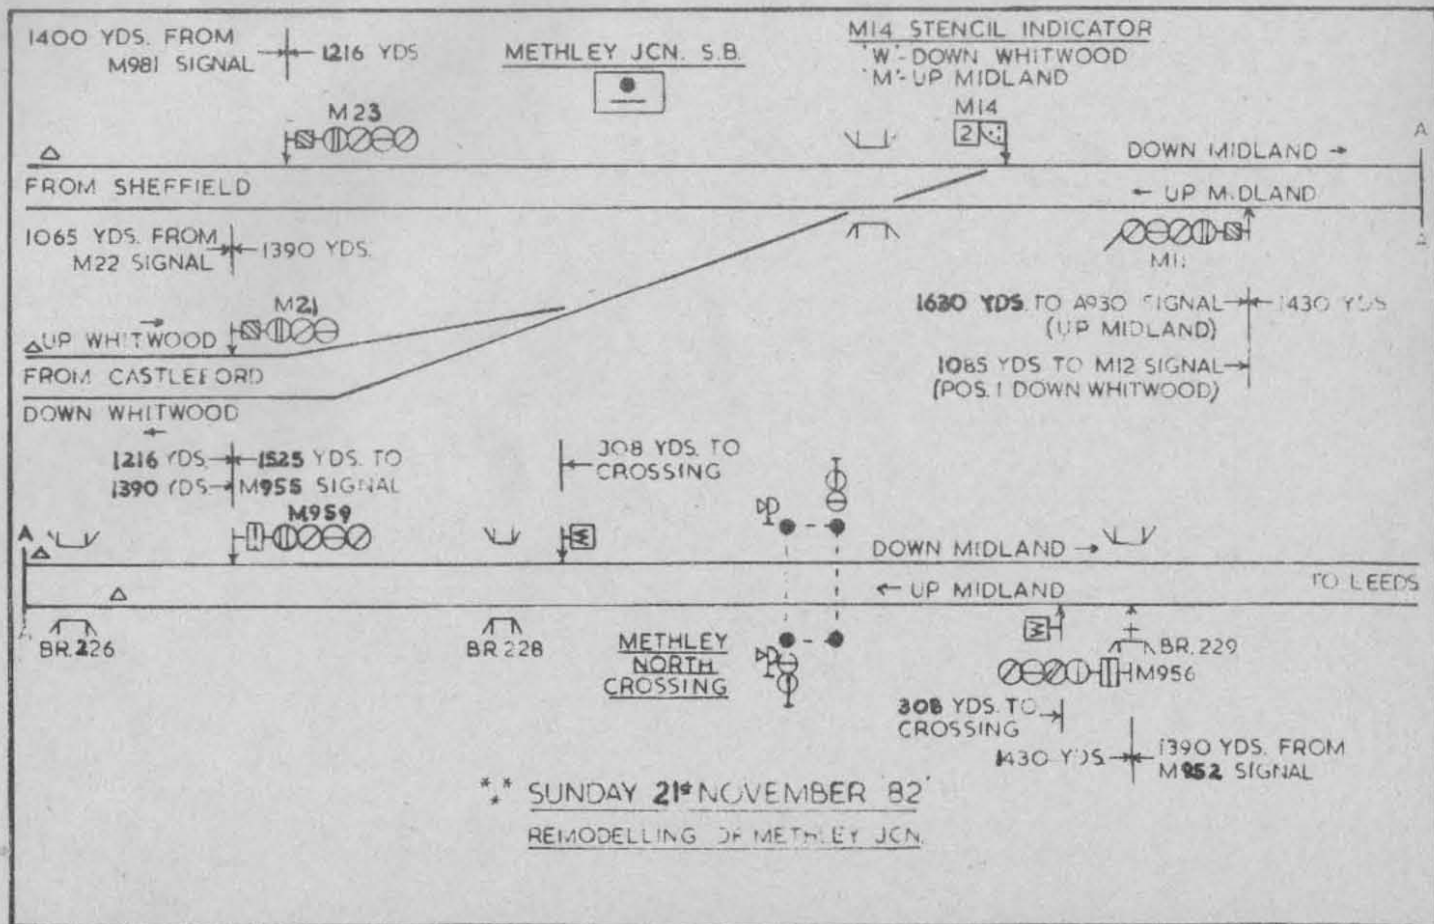 1400 YDS. FROM
M981 SIGNAL
1216 YDS
METHLEY JCN. S.B.
M14 STENCIL INDICATOR
'W'-DOWN WHITWOOD
'M'-UP MIDLAND
M23
M14
2
A
DOWN MIDLAND →
FROM SHEFFIELD
← UP MIDLAND
A
1065 YDS. FROM
M22 SIGNAL
1390 YDS.
M21
1630 YDS. TO A930 SIGNAL
(UP MIDLAND)
1430 YDS
UP WHITWOOD
1085 YDS TO M12 SIGNAL
(POS. 1 DOWN WHITWOOD)
FROM CASTLEFORD
DOWN WHITWOOD
1216 YDS.
1525 YDS. TO
1390 YDS
M955 SIGNAL
308 YDS. TO
CROSSING
M959
W
A
DOWN MIDLAND →
← UP MIDLAND
TO LEEDS
A
BR.226
BR.228
METHLEY
NORTH
CROSSING
W
BR.229
M956
308 YDS. TO
CROSSING
1430 YDS
1390 YDS. FROM
M952 SIGNAL
SUNDAY 21st NOVEMBER '82'
REMODELLING OF METHLEY JCN.